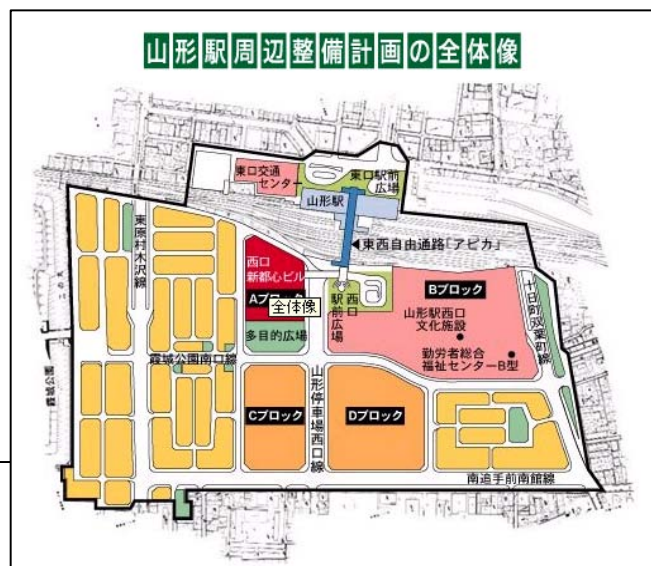 山形駅周辺整備計画の全体像
東口交通
センター
東口駅前
広場
山形駅
東西自由通路「アピカ」
東原村木沢線
西口
新都心ビル
Aブロック
全体像
多目的広場
西口
駅前広場
Bブロック
山形駅西口
文化施設
勤労者総合
福祉センターB型
十日町双葉町線
霞城公園南口線
霞城公園
山形停車場西口線
Cブロック
Dブロック
南追手前南館線